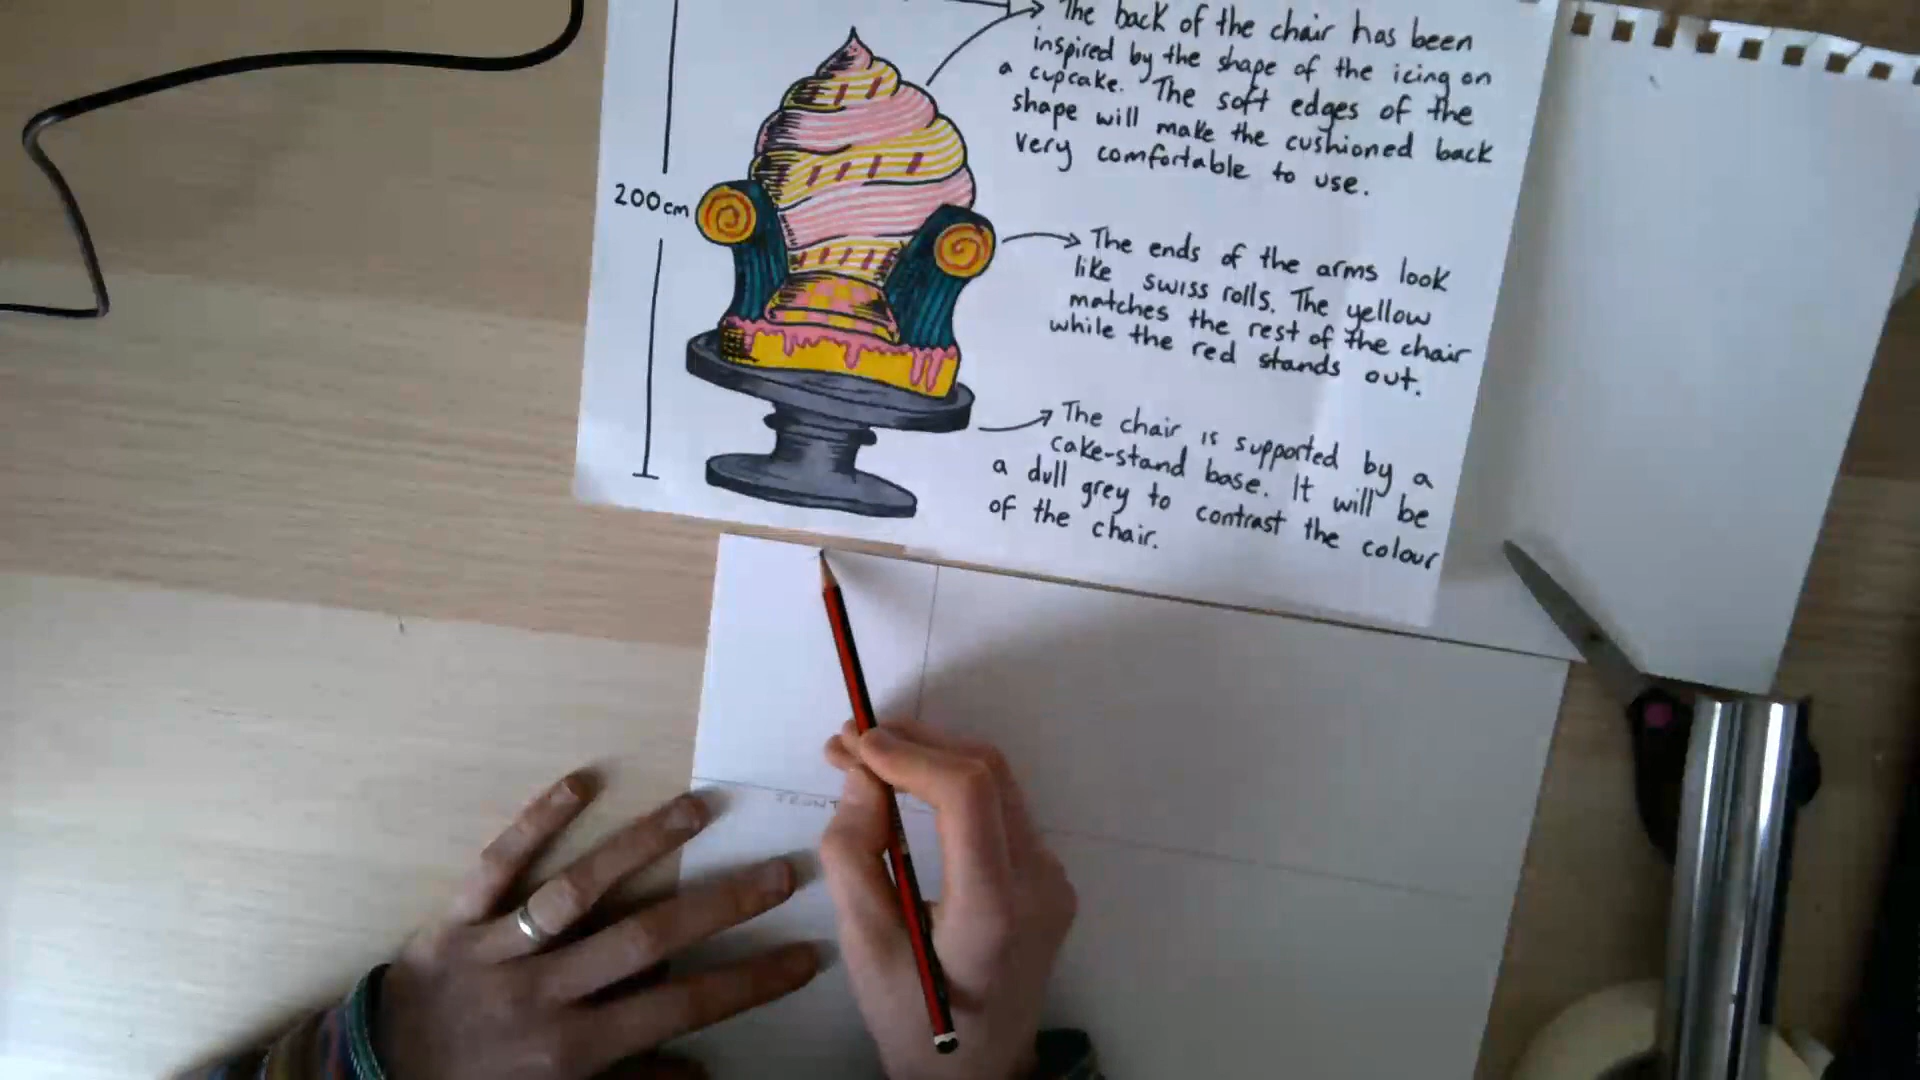 The back of the chair has been
inspired by the shape of the icing on
a cupcake. The soft edges of the
shape will make the cushioned back
very comfortable to use.
200cm
The ends of the arms look
like swiss rolls. The yellow
matches the rest of the chair
while the red stands out.
The chair is supported by a
cake-stand base. It will be
a dull grey to contrast the colour
of the chair.
FRONT